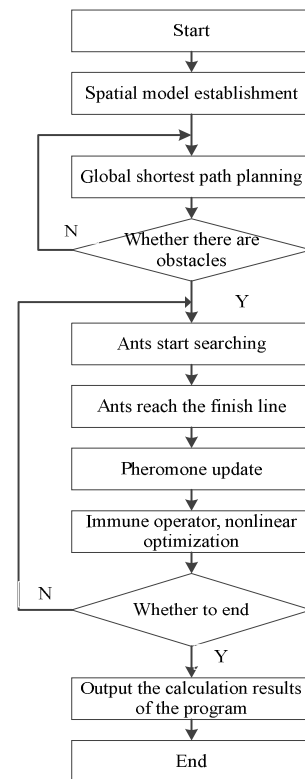 Start
Spatial model establishment
Global shortest path planning
N
Whether there are
obstacles
Y
Ants start searching
Ants reach the finish line
Pheromone update
Immune operator, nonlinear
optimization
N
Whether to end
Y
Output the calculation results
of the program
End